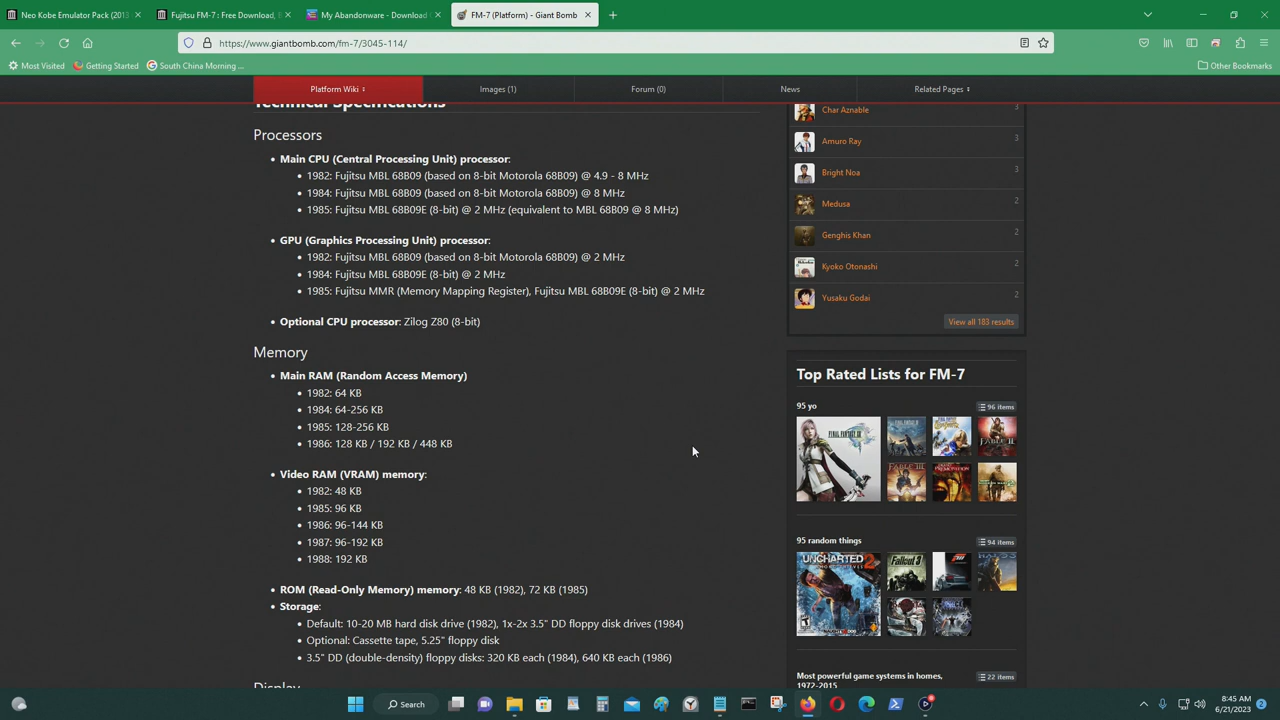 Neo Kobe Emulator Pack (2013
Fujitsu FM-7 : Free Download, B
My Abandonware - Download
FM-7 (Platform) - Giant Bomb
https://www.giantbomb.com/fm-7/3045-114/
Most Visited
Getting Started
South China Morning ...
Other Bookmarks
Platform Wiki
Images (1)
Forum (0)
News
Related Pages
Technical Specifications
Processors
Main CPU (Central Processing Unit) processor:
1982: Fujitsu MBL 68B09 (based on 8-bit Motorola 68B09) @ 4.9 - 8 MHz
1984: Fujitsu MBL 68B09 (based on 8-bit Motorola 68B09) @ 8 MHz
1985: Fujitsu MBL 68B09E (8-bit) @ 2 MHz (equivalent to MBL 68B09 @ 8 MHz)
GPU (Graphics Processing Unit) processor:
1982: Fujitsu MBL 68B09 (based on 8-bit Motorola 68B09) @ 2 MHz
1984: Fujitsu MBL 68B09E (8-bit) @ 2 MHz
1985: Fujitsu MMR (Memory Mapping Register), Fujitsu MBL 68B09E (8-bit) @ 2 MHz
Optional CPU processor: Zilog Z80 (8-bit)
Memory
Main RAM (Random Access Memory)
1982: 64 KB
1984: 64-256 KB
1985: 128-256 KB
1986: 128 KB / 192 KB / 448 KB
Video RAM (VRAM) memory:
1982: 48 KB
1985: 96 KB
1986: 96-144 KB
1987: 96-192 KB
1988: 192 KB
ROM (Read-Only Memory) memory: 48 KB (1982), 72 KB (1985)
Storage:
Default: 10-20 MB hard disk drive (1982), 1x-2x 3.5" DD floppy disk drives (1984)
Optional: Cassette tape, 5.25" floppy disk
3.5" DD (double-density) floppy disks: 320 KB each (1984), 640 KB each (1986)
Display
Char Aznable 3
Amuro Ray 3
Bright Noa 3
Medusa 2
Genghis Khan 2
Kyoko Otonashi 2
Yusaku Godai 2
View all 183 results
Top Rated Lists for FM-7
95 yo 96 items
95 random things 94 items
UNCHARTED 2
Fallout 3
Most powerful game systems in homes, 22 items
1972-2015
Search
8:45 AM
6/21/2023